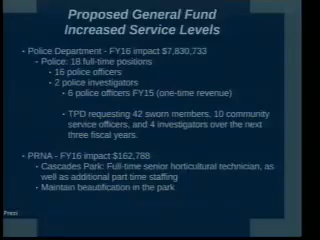 Proposed General Fund
Increased Service Levels
- Police Department - FY16 impact $7,830,733
- Police: 18 full-time positions
- 16 police officers
- 2 police investigators
- 6 police officers FY15 (one-time revenue)
- TPD requesting 42 sworn members, 10 community
service officers, and 4 investigators over the next
three fiscal years.
- PRNA - FY16 impact $162,788
- Cascades Park: Full-time senior horticultural technician, as
well as additional part time staffing
- Maintain beautification in the park
Press